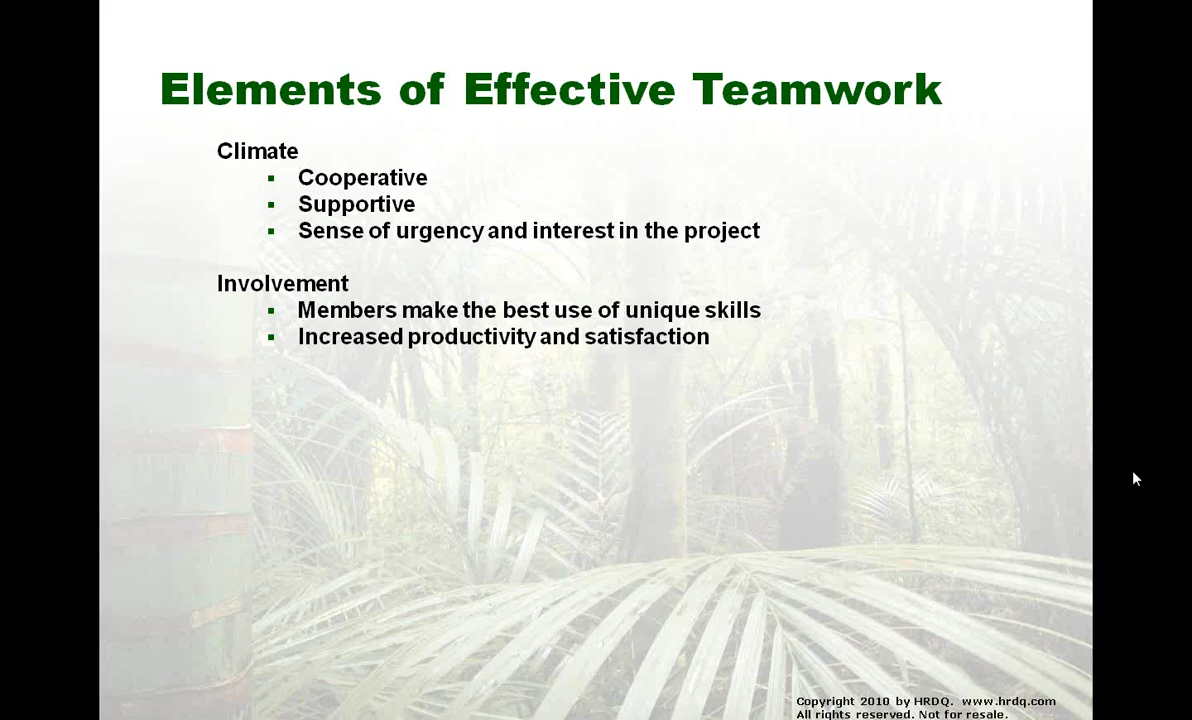 Elements of Effective Teamwork
Climate
▪ Cooperative
▪ Supportive
▪ Sense of urgency and interest in the project
Involvement
▪ Members make the best use of unique skills
▪ Increased productivity and satisfaction
Copyright 2010 by HRDQ. www.hrdq.com
All rights reserved. Not for resale.